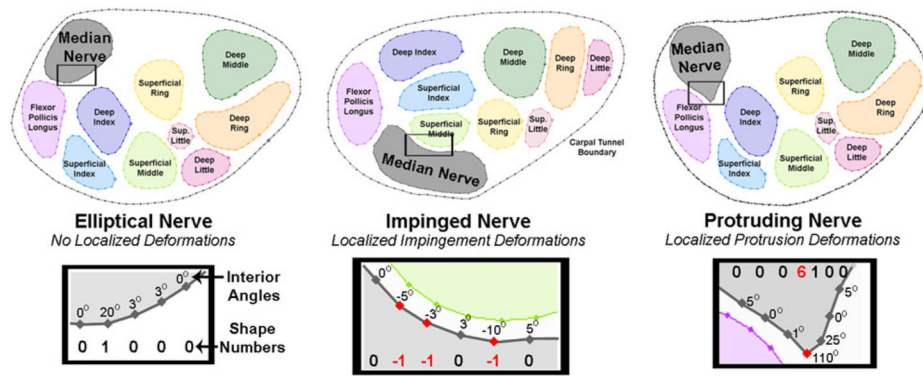 Median
Nerve
Deep
Middle
Superficial
Ring
Flexor
Pollicis
Longus
Deep
Index
Sup.
Little
Deep
Ring
Superficial
Index
Superficial
Middle
Deep
Little
Deep Index
Deep
Middle
Deep
Ring
Deep
Little
Flexor
Pollicis
Longus
Superficial
Index
Superficial
Middle
Superficial
Ring
Sup.
Little
Median Nerve
Carpal Tunnel
Boundary
Median
Nerve
Deep
Middle
Superficial
Ring
Flexor
Pollicis
Longus
Deep
Index
Sup.
Little
Deep
Ring
Superficial
Index
Superficial
Middle
Deep
Little
Elliptical Nerve
No Localized Deformations
Impinged Nerve
Localized Impingement Deformations
Protruding Nerve
Localized Protrusion Deformations
0° 20° 3° 3° 0°
Interior
Angles
0 1 0 0 0
Shape
Numbers
0° -5° -3° 3° -10° 5°
0 -1 -1 0 -1 0
0 0 0 6 1 0 0
5° 0° 1° 110° 25° 0° 5°